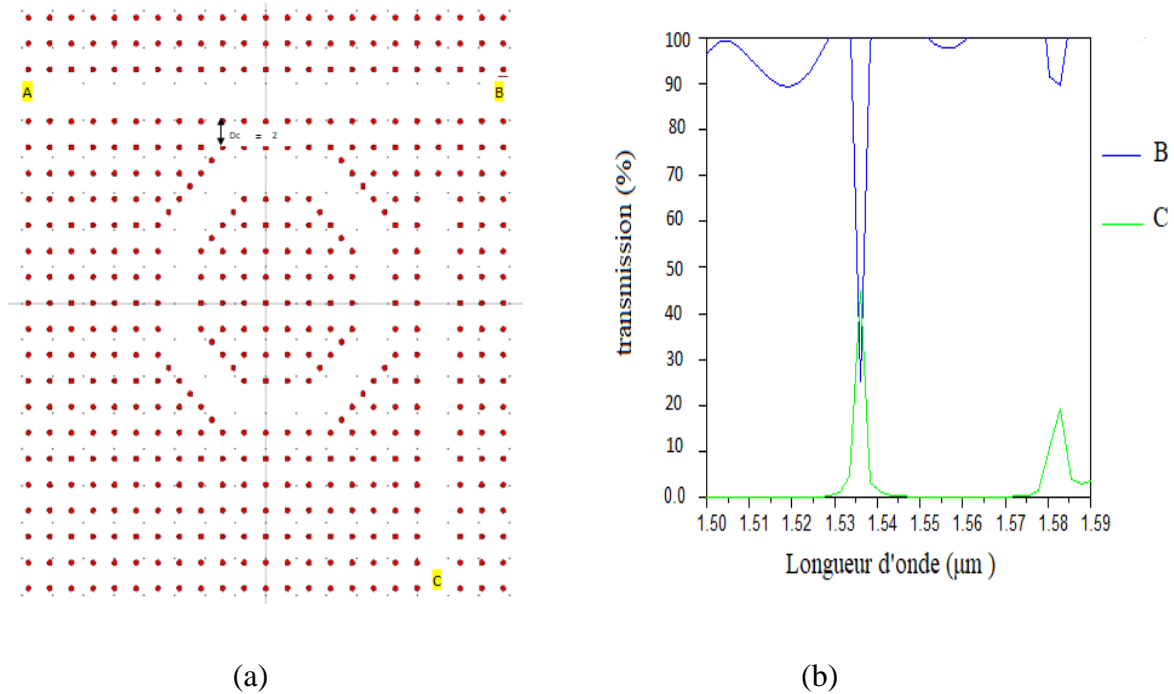 A
B
Dc = 2
C
(a)
transmission (%)
100
90
80
70
60
50
40
30
20
10
0.0
1.50 1.51 1.52 1.53 1.54 1.55 1.56 1.57 1.58 1.59
Longueur d'onde (μm )
B
C
(b)